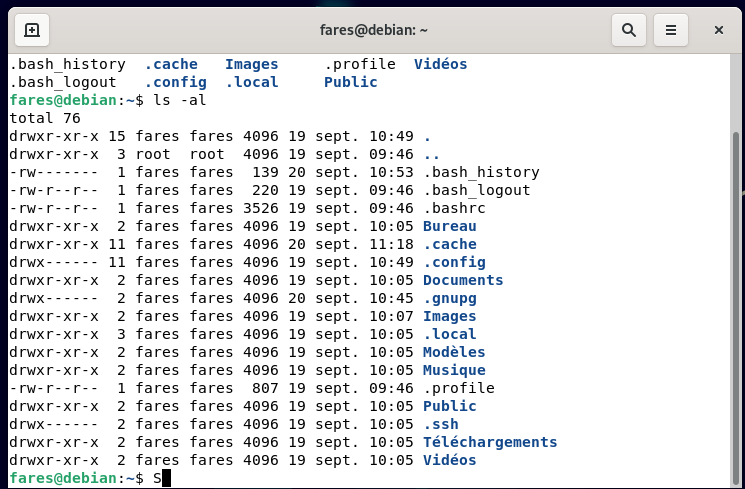 fares@debian: ~
.bash_history  .cache   Images     .profile  Vidéos
.bash_logout   .config  .local     Public
fares@debian:~$ ls -al
total 76
drwxr-xr-x 15 fares fares 4096 19 sept. 10:49 .
drwxr-xr-x  3 root  root  4096 19 sept. 09:46 ..
-rw-------  1 fares fares  139 20 sept. 10:53 .bash_history
-rw-r--r--  1 fares fares  220 19 sept. 09:46 .bash_logout
-rw-r--r--  1 fares fares 3526 19 sept. 09:46 .bashrc
drwxr-xr-x  2 fares fares 4096 19 sept. 10:05 Bureau
drwxr-xr-x 11 fares fares 4096 20 sept. 11:18 .cache
drwx------ 11 fares fares 4096 19 sept. 10:49 .config
drwxr-xr-x  2 fares fares 4096 19 sept. 10:05 Documents
drwx------  2 fares fares 4096 20 sept. 10:45 .gnupg
drwxr-xr-x  2 fares fares 4096 19 sept. 10:07 Images
drwxr-xr-x  3 fares fares 4096 19 sept. 10:05 .local
drwxr-xr-x  2 fares fares 4096 19 sept. 10:05 Modèles
drwxr-xr-x  2 fares fares 4096 19 sept. 10:05 Musique
-rw-r--r--  1 fares fares  807 19 sept. 09:46 .profile
drwxr-xr-x  2 fares fares 4096 19 sept. 10:05 Public
drwx------  2 fares fares 4096 19 sept. 10:05 .ssh
drwxr-xr-x  2 fares fares 4096 19 sept. 10:05 Téléchargements
drwxr-xr-x  2 fares fares 4096 19 sept. 10:05 Vidéos
fares@debian:~$ S